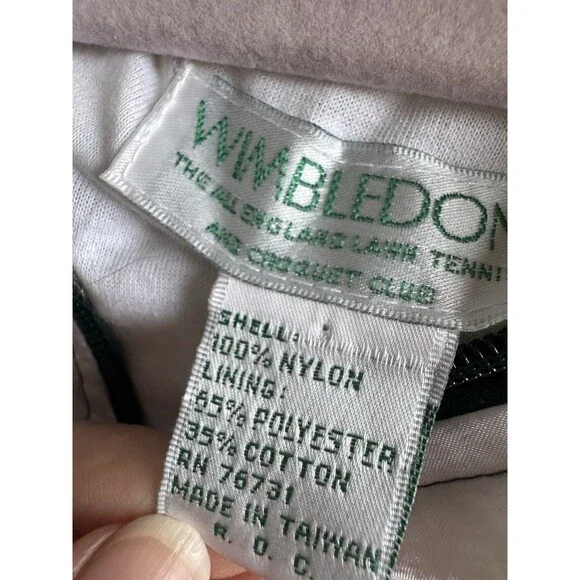 WIMBLEDON
THE ALL ENGLAND LAWN TENNI
AND CROQUET CLUB
SHELL:
100% NYLON
LINING:
65% POLYESTER
35% COTTON
RN 76731
MADE IN TAIWAN
R. O. C.